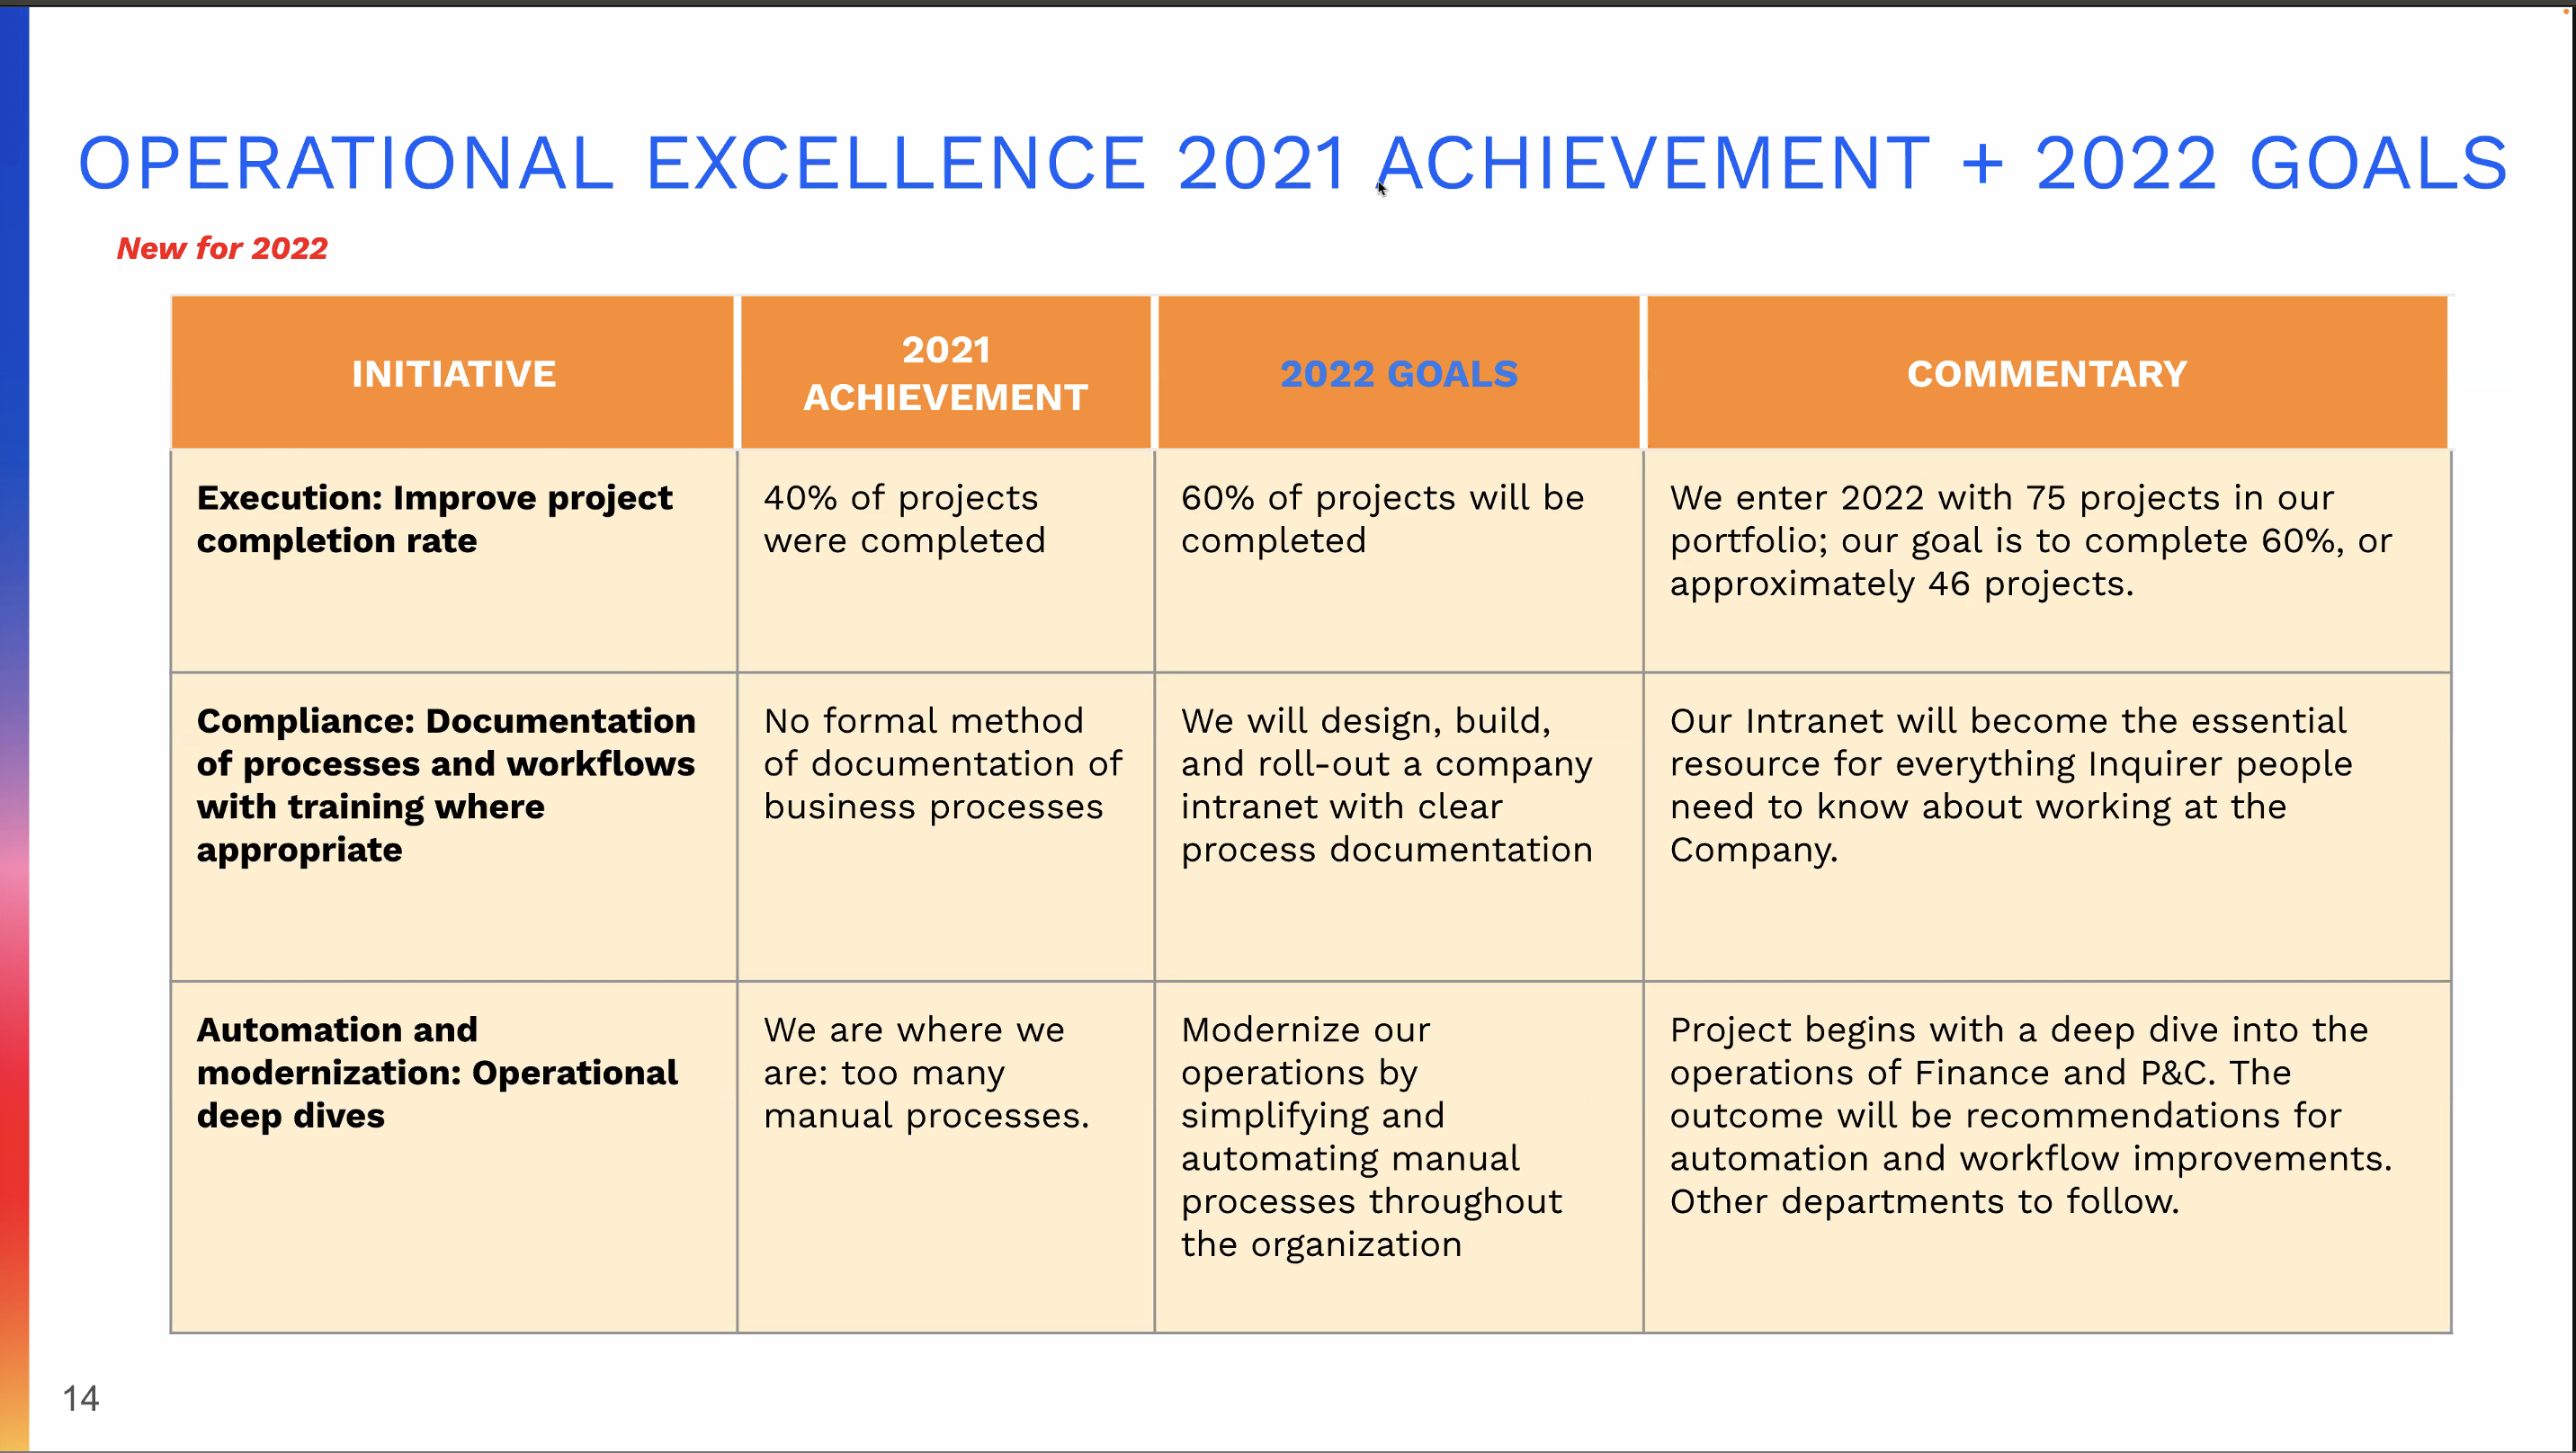 OPERATIONAL EXCELLENCE 2021 ACHIEVEMENT + 2022 GOALS
New for 2022
INITIATIVE
2021
ACHIEVEMENT
2022 GOALS
COMMENTARY
Execution: Improve project
completion rate
40% of projects
were completed
60% of projects will be
completed
We enter 2022 with 75 projects in our
portfolio; our goal is to complete 60%, or
approximately 46 projects.
Compliance: Documentation
of processes and workflows
with training where
appropriate
No formal method
of documentation of
business processes
We will design, build,
and roll-out a company
intranet with clear
process documentation
Our Intranet will become the essential
resource for everything Inquirer people
need to know about working at the
Company.
Automation and
modernization: Operational
deep dives
We are where we
are: too many
manual processes.
Modernize our
operations by
simplifying and
automating manual
processes throughout
the organization
Project begins with a deep dive into the
operations of Finance and P&C. The
outcome will be recommendations for
automation and workflow improvements.
Other departments to follow.
14